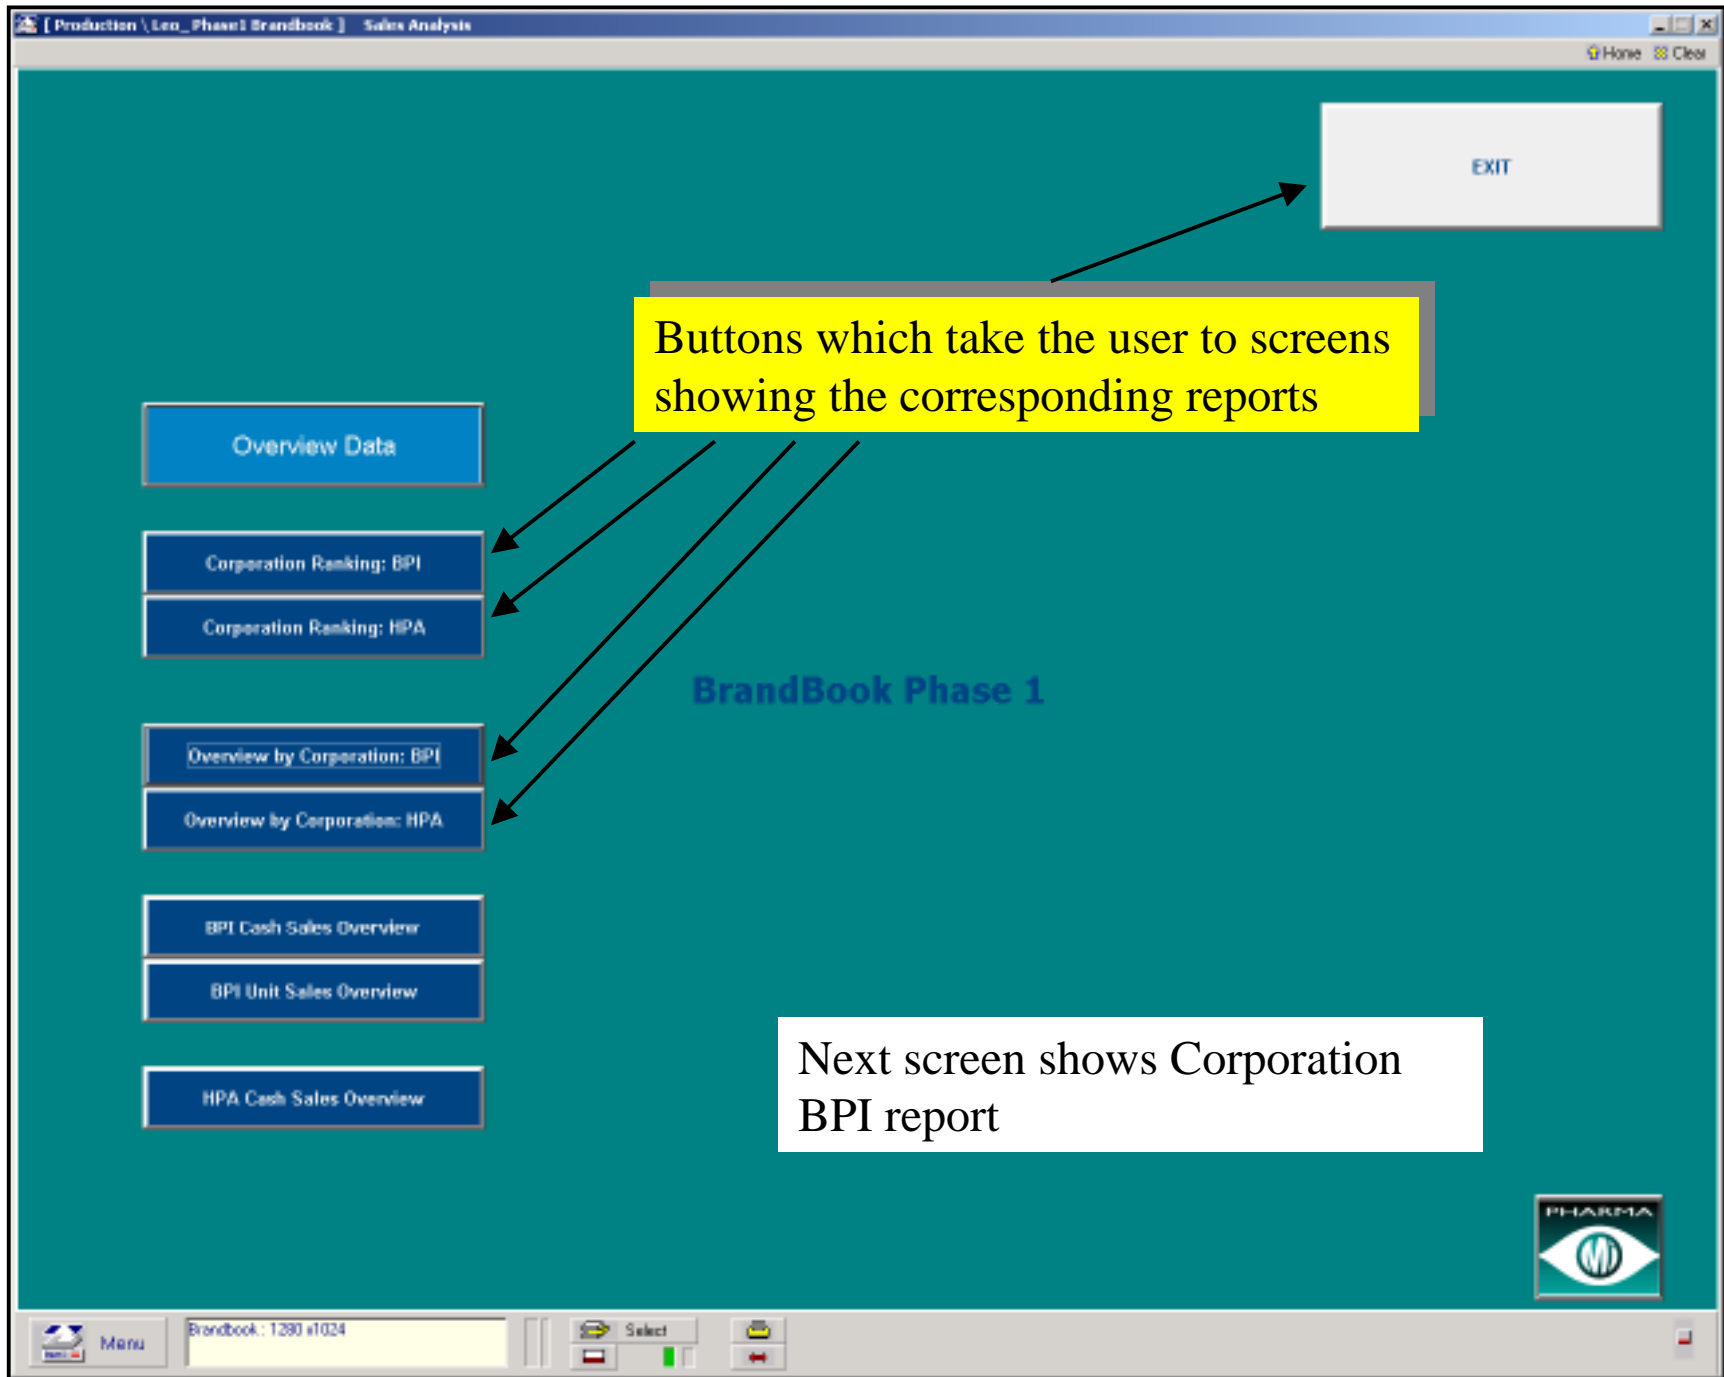 [ Production \ Leo_Phase1 Brandbook ]   Sales Analysis
Home Clear
EXIT
Buttons which take the user to screens
showing the corresponding reports
Overview Data
Corporation Ranking: BPI
Corporation Ranking: HPA
BrandBook Phase 1
Overview by Corporation: BPI
Overview by Corporation: HPA
BPI Cash Sales Overview
BPI Unit Sales Overview
Next screen shows Corporation
BPI report
HPA Cash Sales Overview
PHARMA
Mi
Menu
Brandbook : 1280 x1024
Select